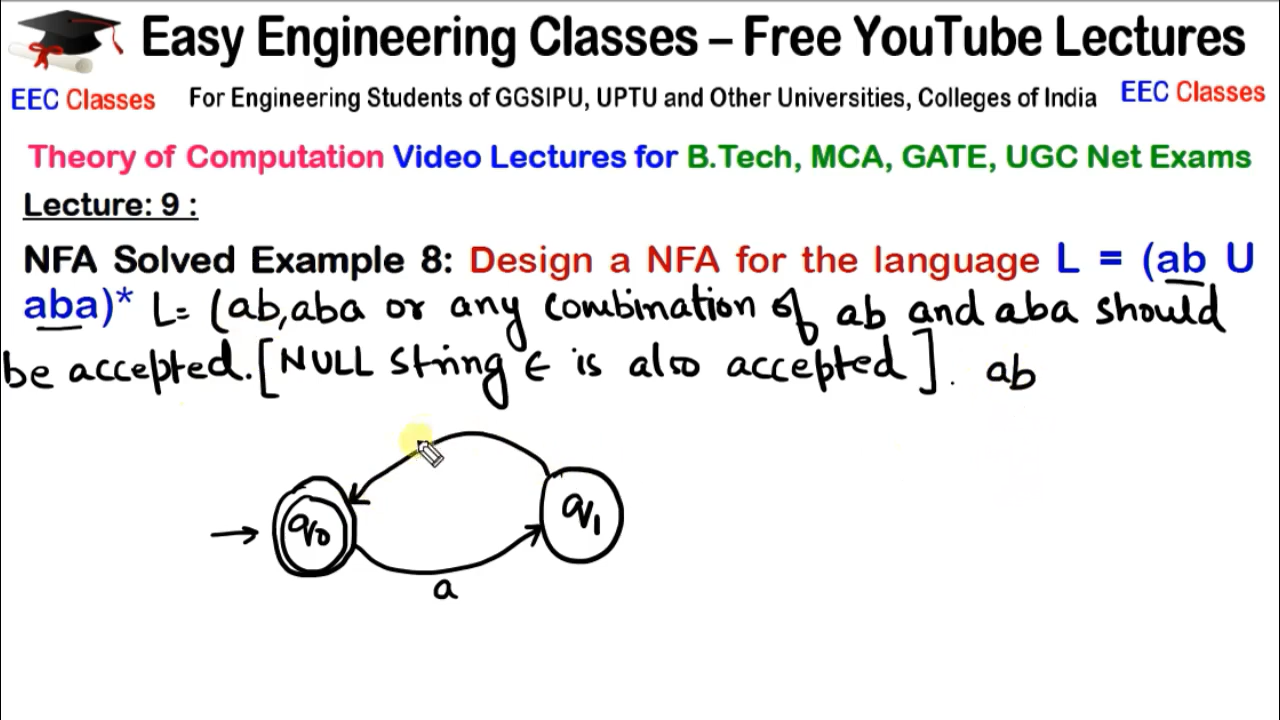 Easy Engineering Classes – Free YouTube Lectures
EEC Classes For Engineering Students of GGSIPU, UPTU and Other Universities, Colleges of India EEC Classes
Theory of Computation Video Lectures for B.Tech, MCA, GATE, UGC Net Exams
Lecture: 9 :
NFA Solved Example 8: Design a NFA for the language L = (ab U
aba)* L= (ab,aba or any combination of ab and aba should
be accepted. [NULL string ϵ is also accepted]. ab
q0
q1
a